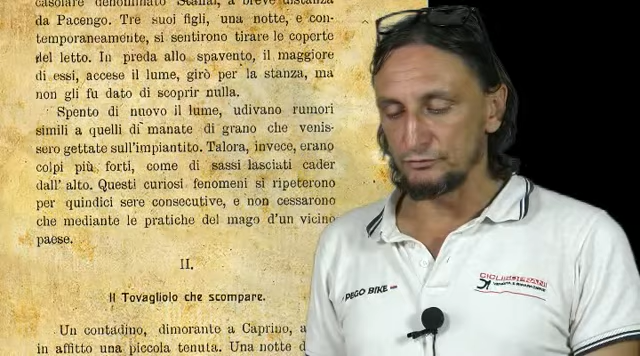 casolare denominato Stanai, a breve distanza
da Pacengo. Tre suoi figli, una notte, e con-
temporaneamente, si sentirono tirare le coperte
del letto. In preda allo spavento, il maggiore
di essi, accese il lume, girò per la stanza, ma
non gli fu dato di scoprir nulla.
Spento di nuovo il lume, udivano rumori
simili a quelli di manate di grano che venis-
sero gettate sull'impiantito. Talora, invece, erano
colpi più forti, come di sassi lasciati cader
dall'alto. Questi curiosi fenomeni si ripeterono
per quindici sere consecutive, e non cessarono
che mediante le pratiche del mago d'un vicino
paese.
II.
Il Tovagliolo che scompare.
Un contadino, dimorante a Caprino, a
in affitto una piccola tenuta. Una notte d
PEGO BIKE